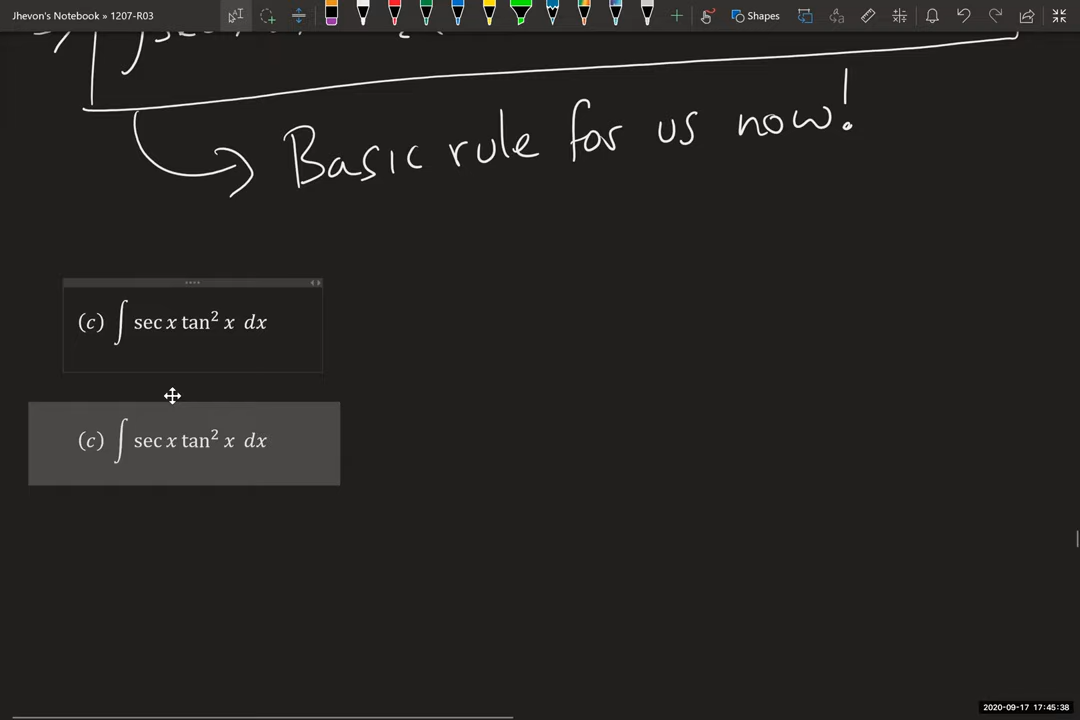 Jhevon's Notebook » 1207-R03
Shapes
Basic rule for us now!
(c) ∫ sec x tan² x dx
(c) ∫ sec x tan² x dx
2020-09-17 17:45:38